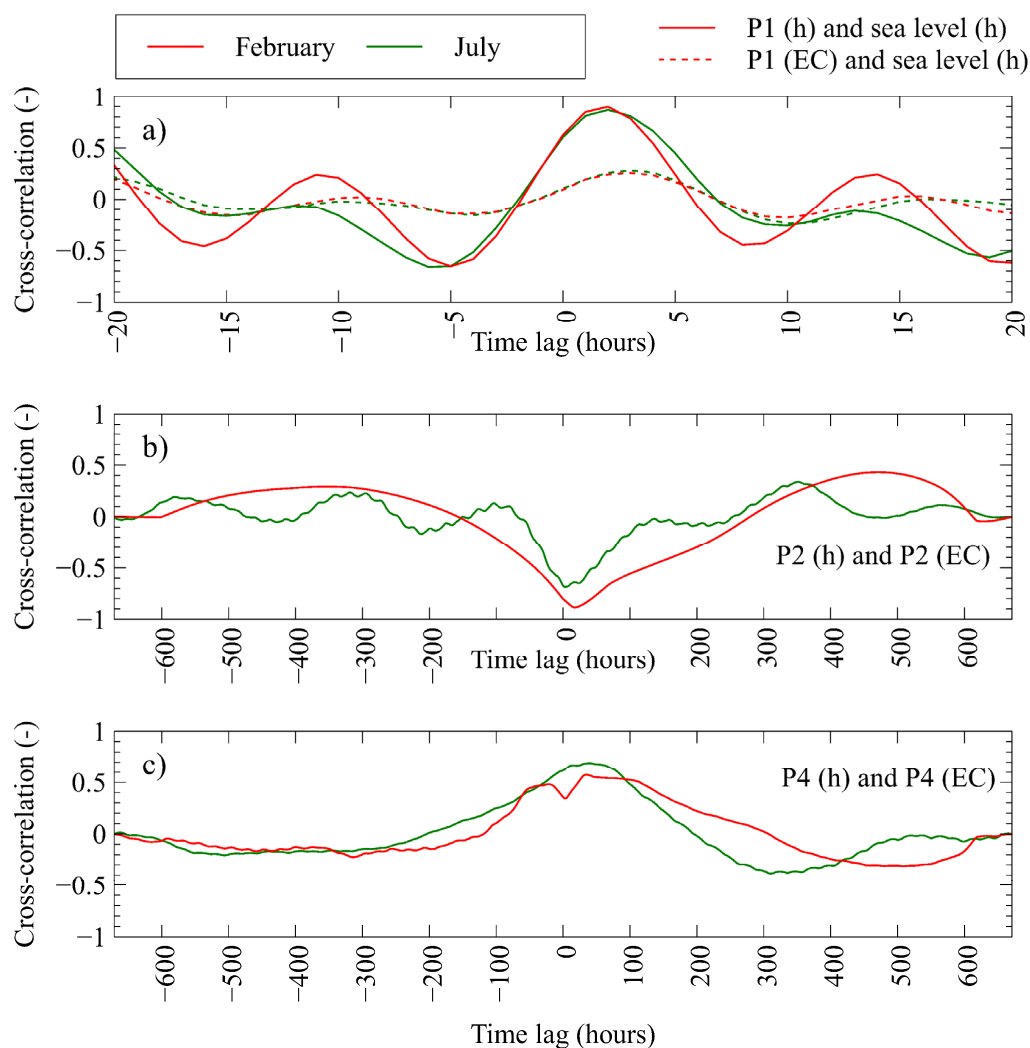 February July
P1 (h) and sea level (h)
P1 (EC) and sea level (h)
Cross-correlation (-)
1
0.5
0
−0.5
−1
a)
−20 −15 −10 −5 0 5 10 15 20
Time lag (hours)
Cross-correlation (-)
1
0.5
0
−0.5
−1
b)
P2 (h) and P2 (EC)
−600 −500 −400 −300 −200 0 200 300 400 500 600
Time lag (hours)
Cross-correlation (-)
1
0.5
0
−0.5
−1
c)
P4 (h) and P4 (EC)
−600 −500 −400 −300 −200 −100 0 100 200 300 400 500 600
Time lag (hours)